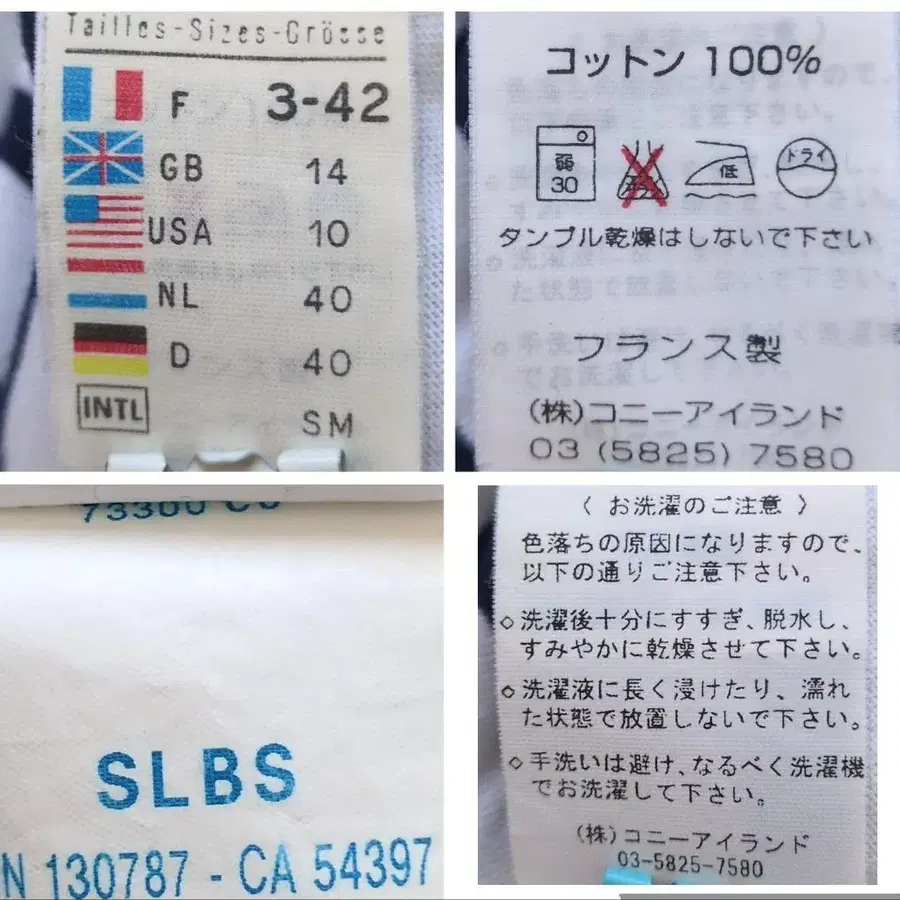 Tailles-Sizes-Grösse
F 3-42
GB 14
USA 10
NL 40
D 40
INTL SM
コットン 100%
弱
30
低
ドライ
タンブル乾燥はしないで下さい
フランス製
(株)コニーアイランド
03 (5825) 7580
73300
SLBS
N 130787 - CA 54397
〈 お洗濯のご注意 〉
色落ちの原因になりますので、
以下の通りご注意下さい。
◇洗濯後十分にすすぎ、脱水し、
すみやかに乾燥させて下さい。
◇洗濯液に長く浸けたり、濡れ
た状態で放置しないで下さい。
◇手洗いは避け、なるべく洗濯機
でお洗濯して下さい。
(株)コニーアイランド
03-5825-7580